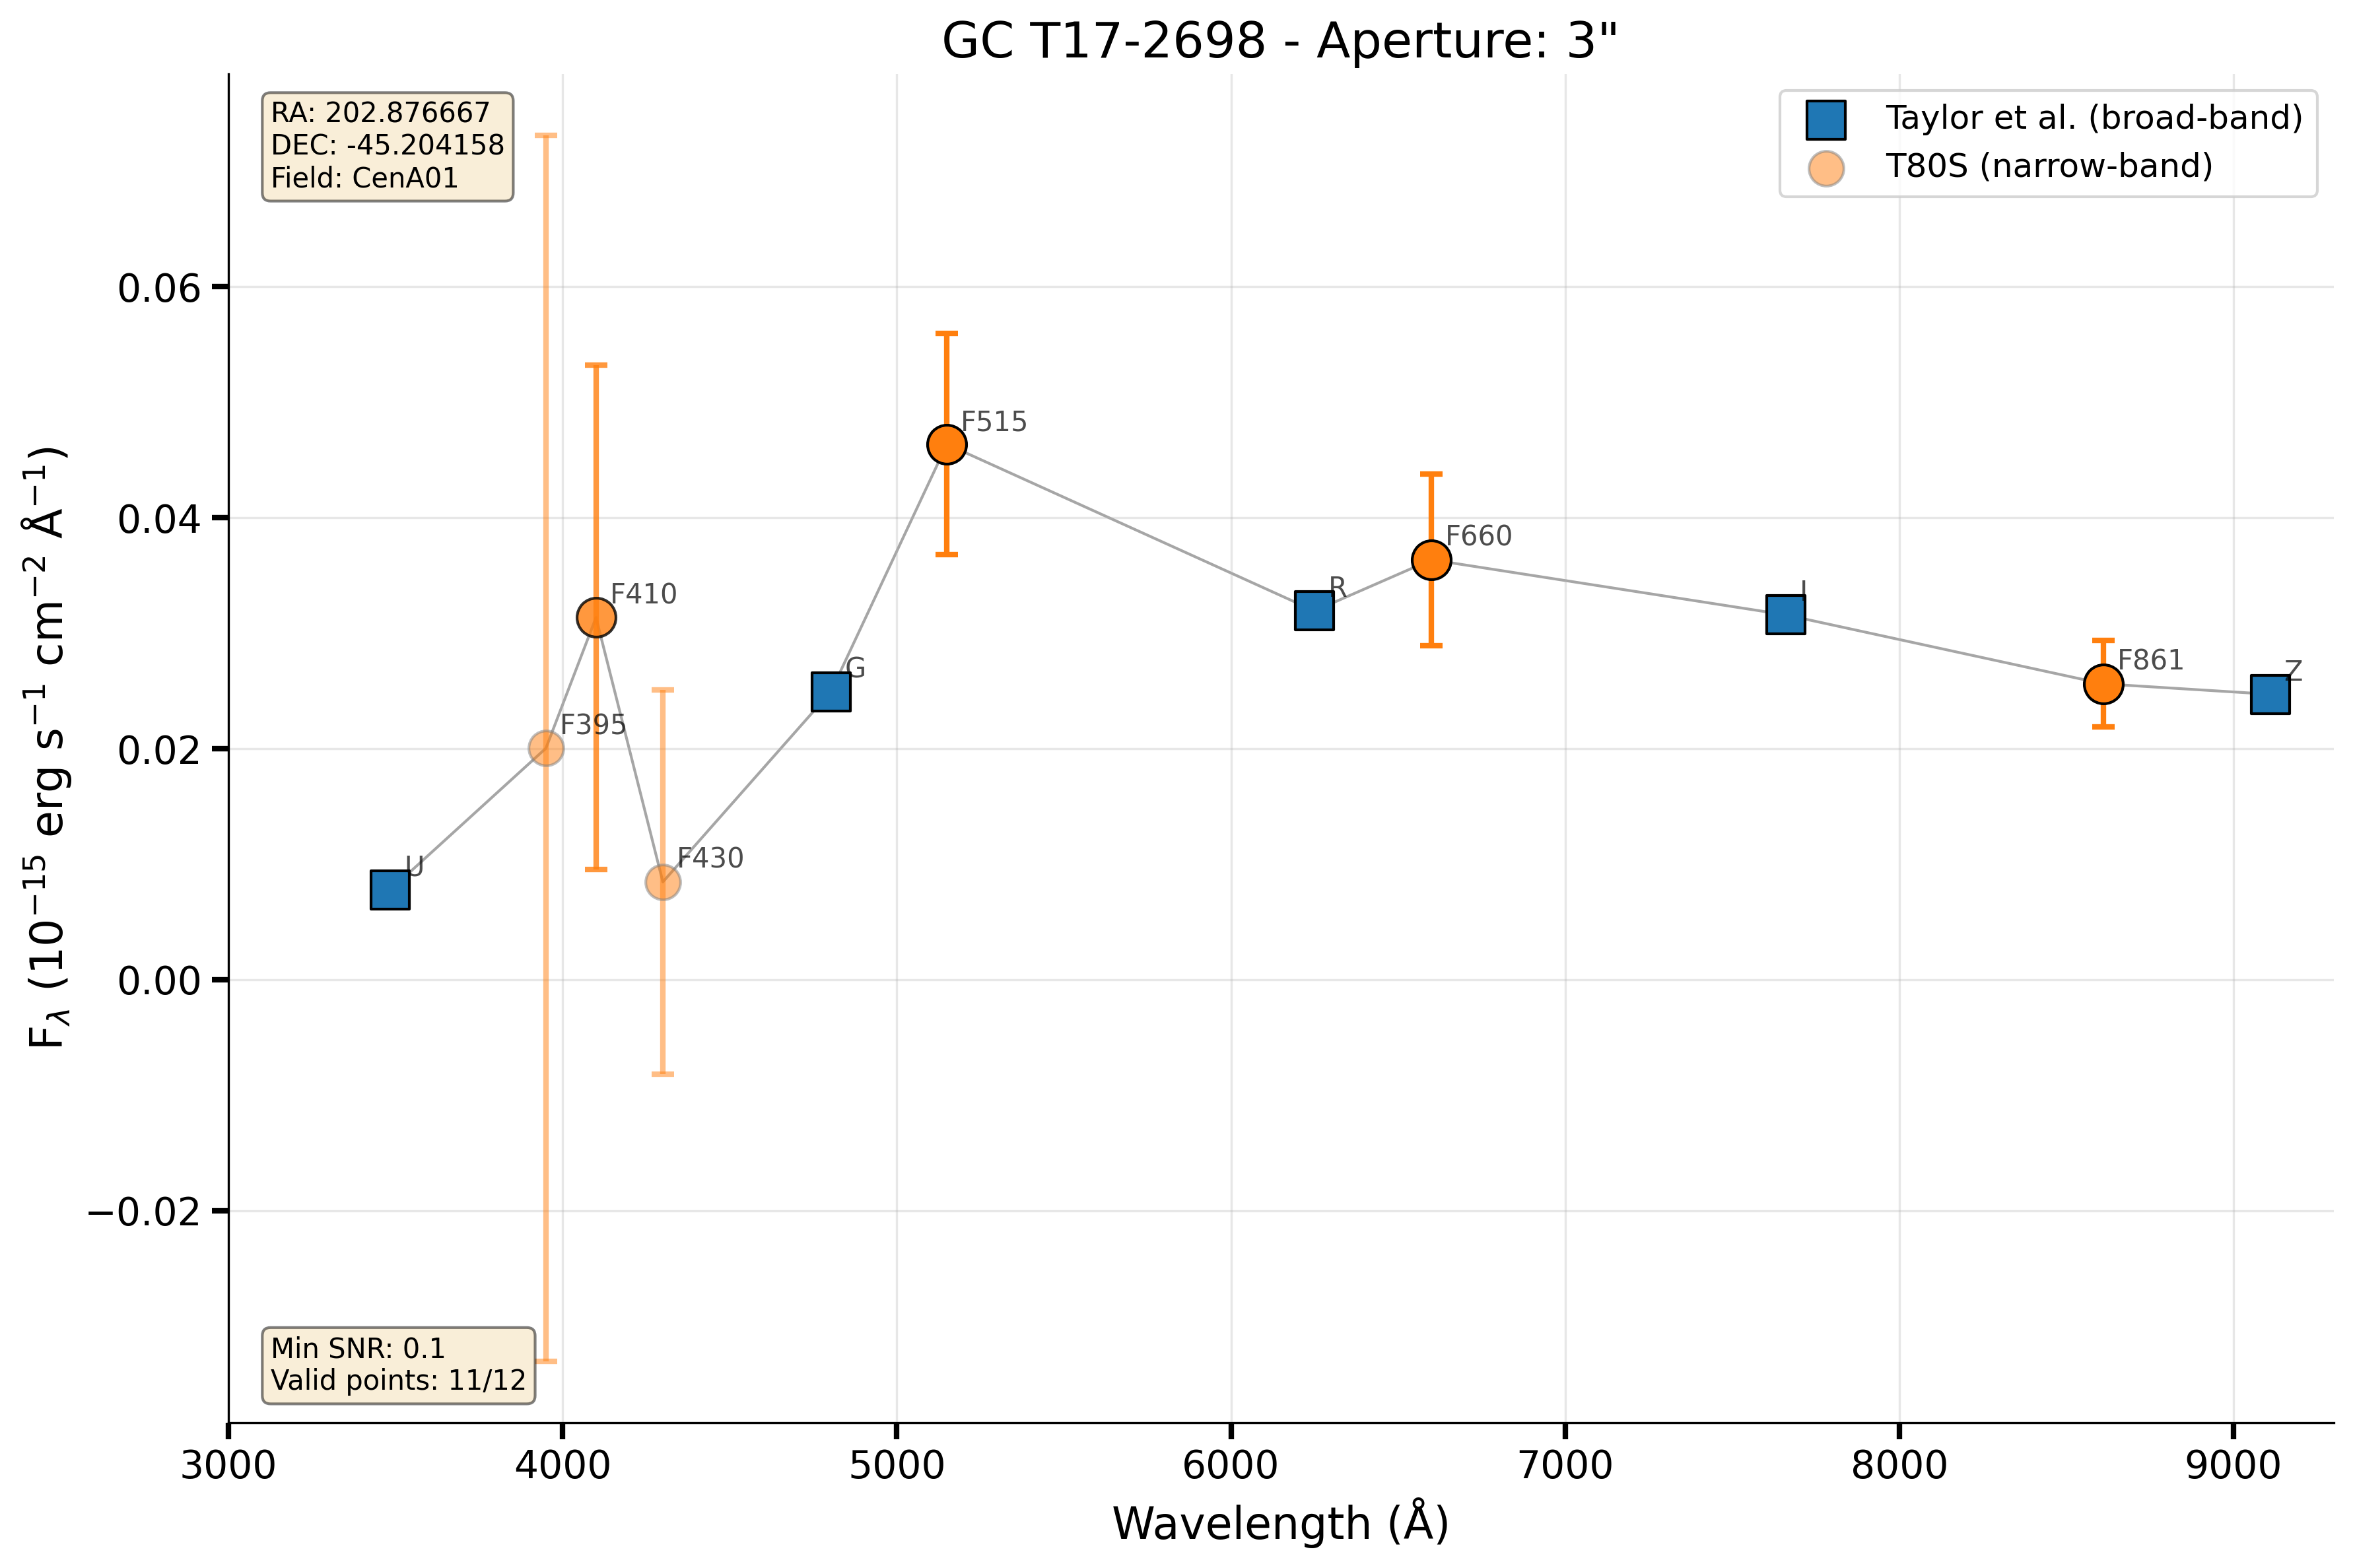 GC T17-2698 - Aperture: 3"
RA: 202.876667
DEC: -45.204158
Field: CenA01
Taylor et al. (broad-band)
T80S (narrow-band)
F_λ (10⁻¹⁵ erg s⁻¹ cm⁻² Å⁻¹)
0.06
0.04
0.02
0.00
−0.02
U
F395
F410
F430
G
F515
R
F660
I
F861
Z
Min SNR: 0.1
Valid points: 11/12
3000 4000 5000 6000 7000 8000 9000
Wavelength (Å)